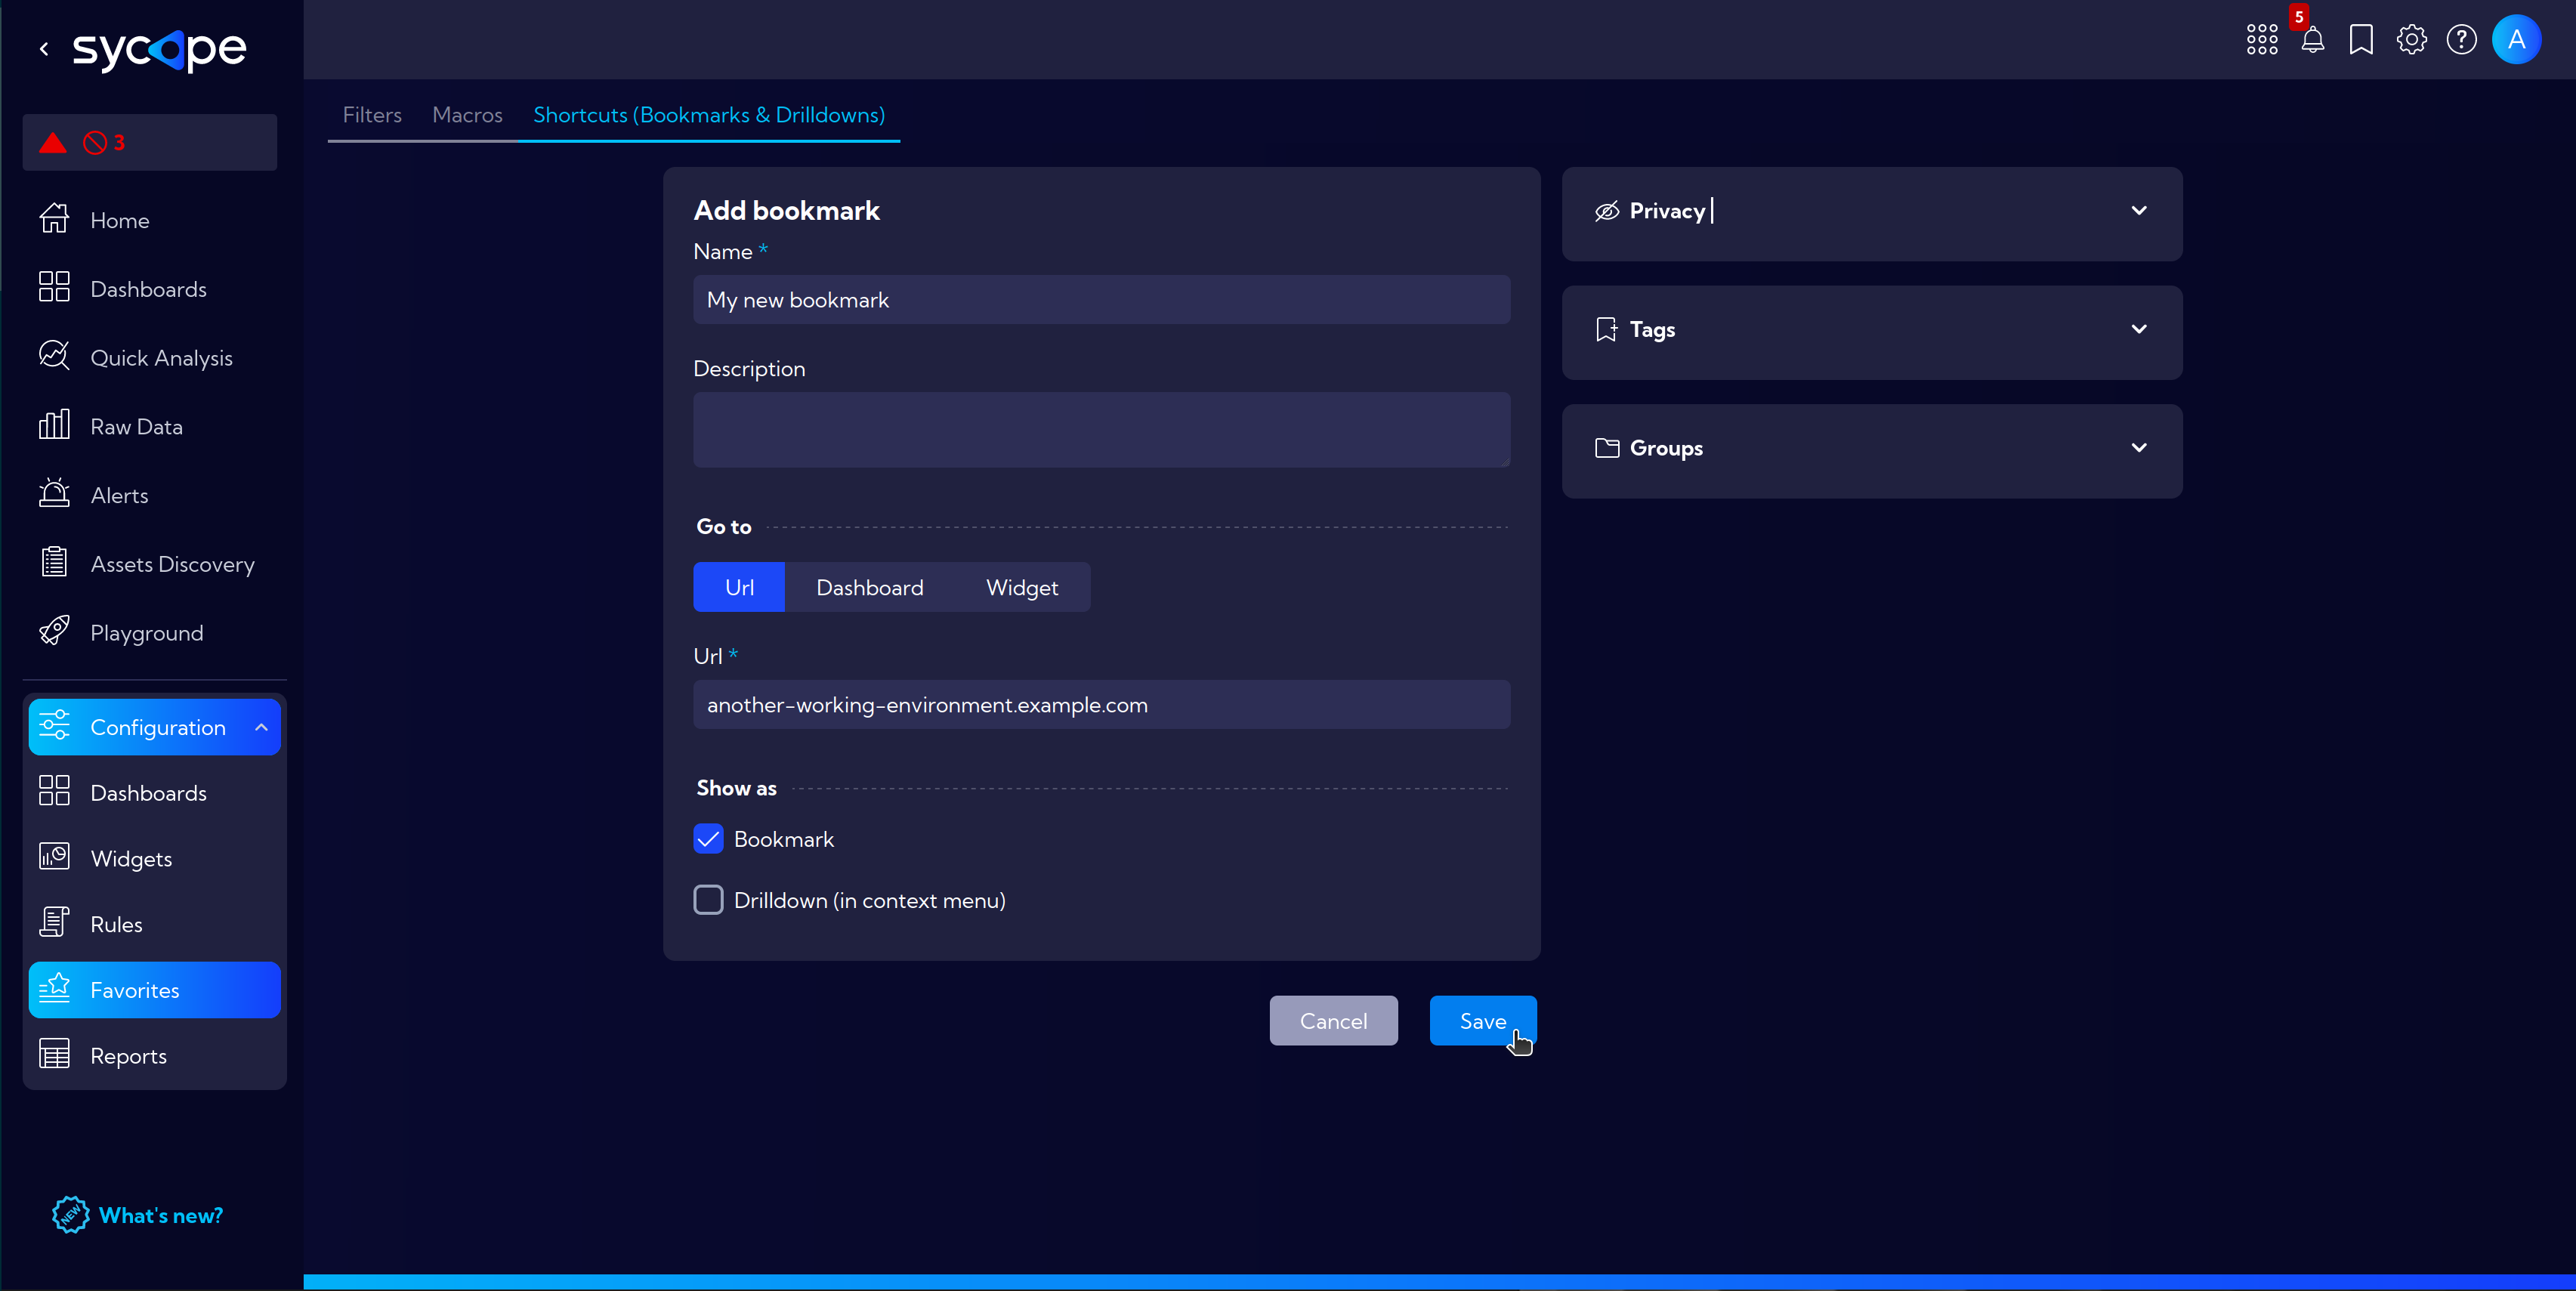 sycope
5
A
3
Home
Dashboards
Quick Analysis
Raw Data
Alerts
Assets Discovery
Playground
Configuration
Dashboards
Widgets
Rules
Favorites
Reports
NEW What's new?
Filters Macros Shortcuts (Bookmarks & Drilldowns)
Add bookmark
Name *
My new bookmark
Description
Go to
Url Dashboard Widget
Url *
another-working-environment.example.com
Show as
Bookmark
Drilldown (in context menu)
Cancel Save
Privacy
Tags
Groups